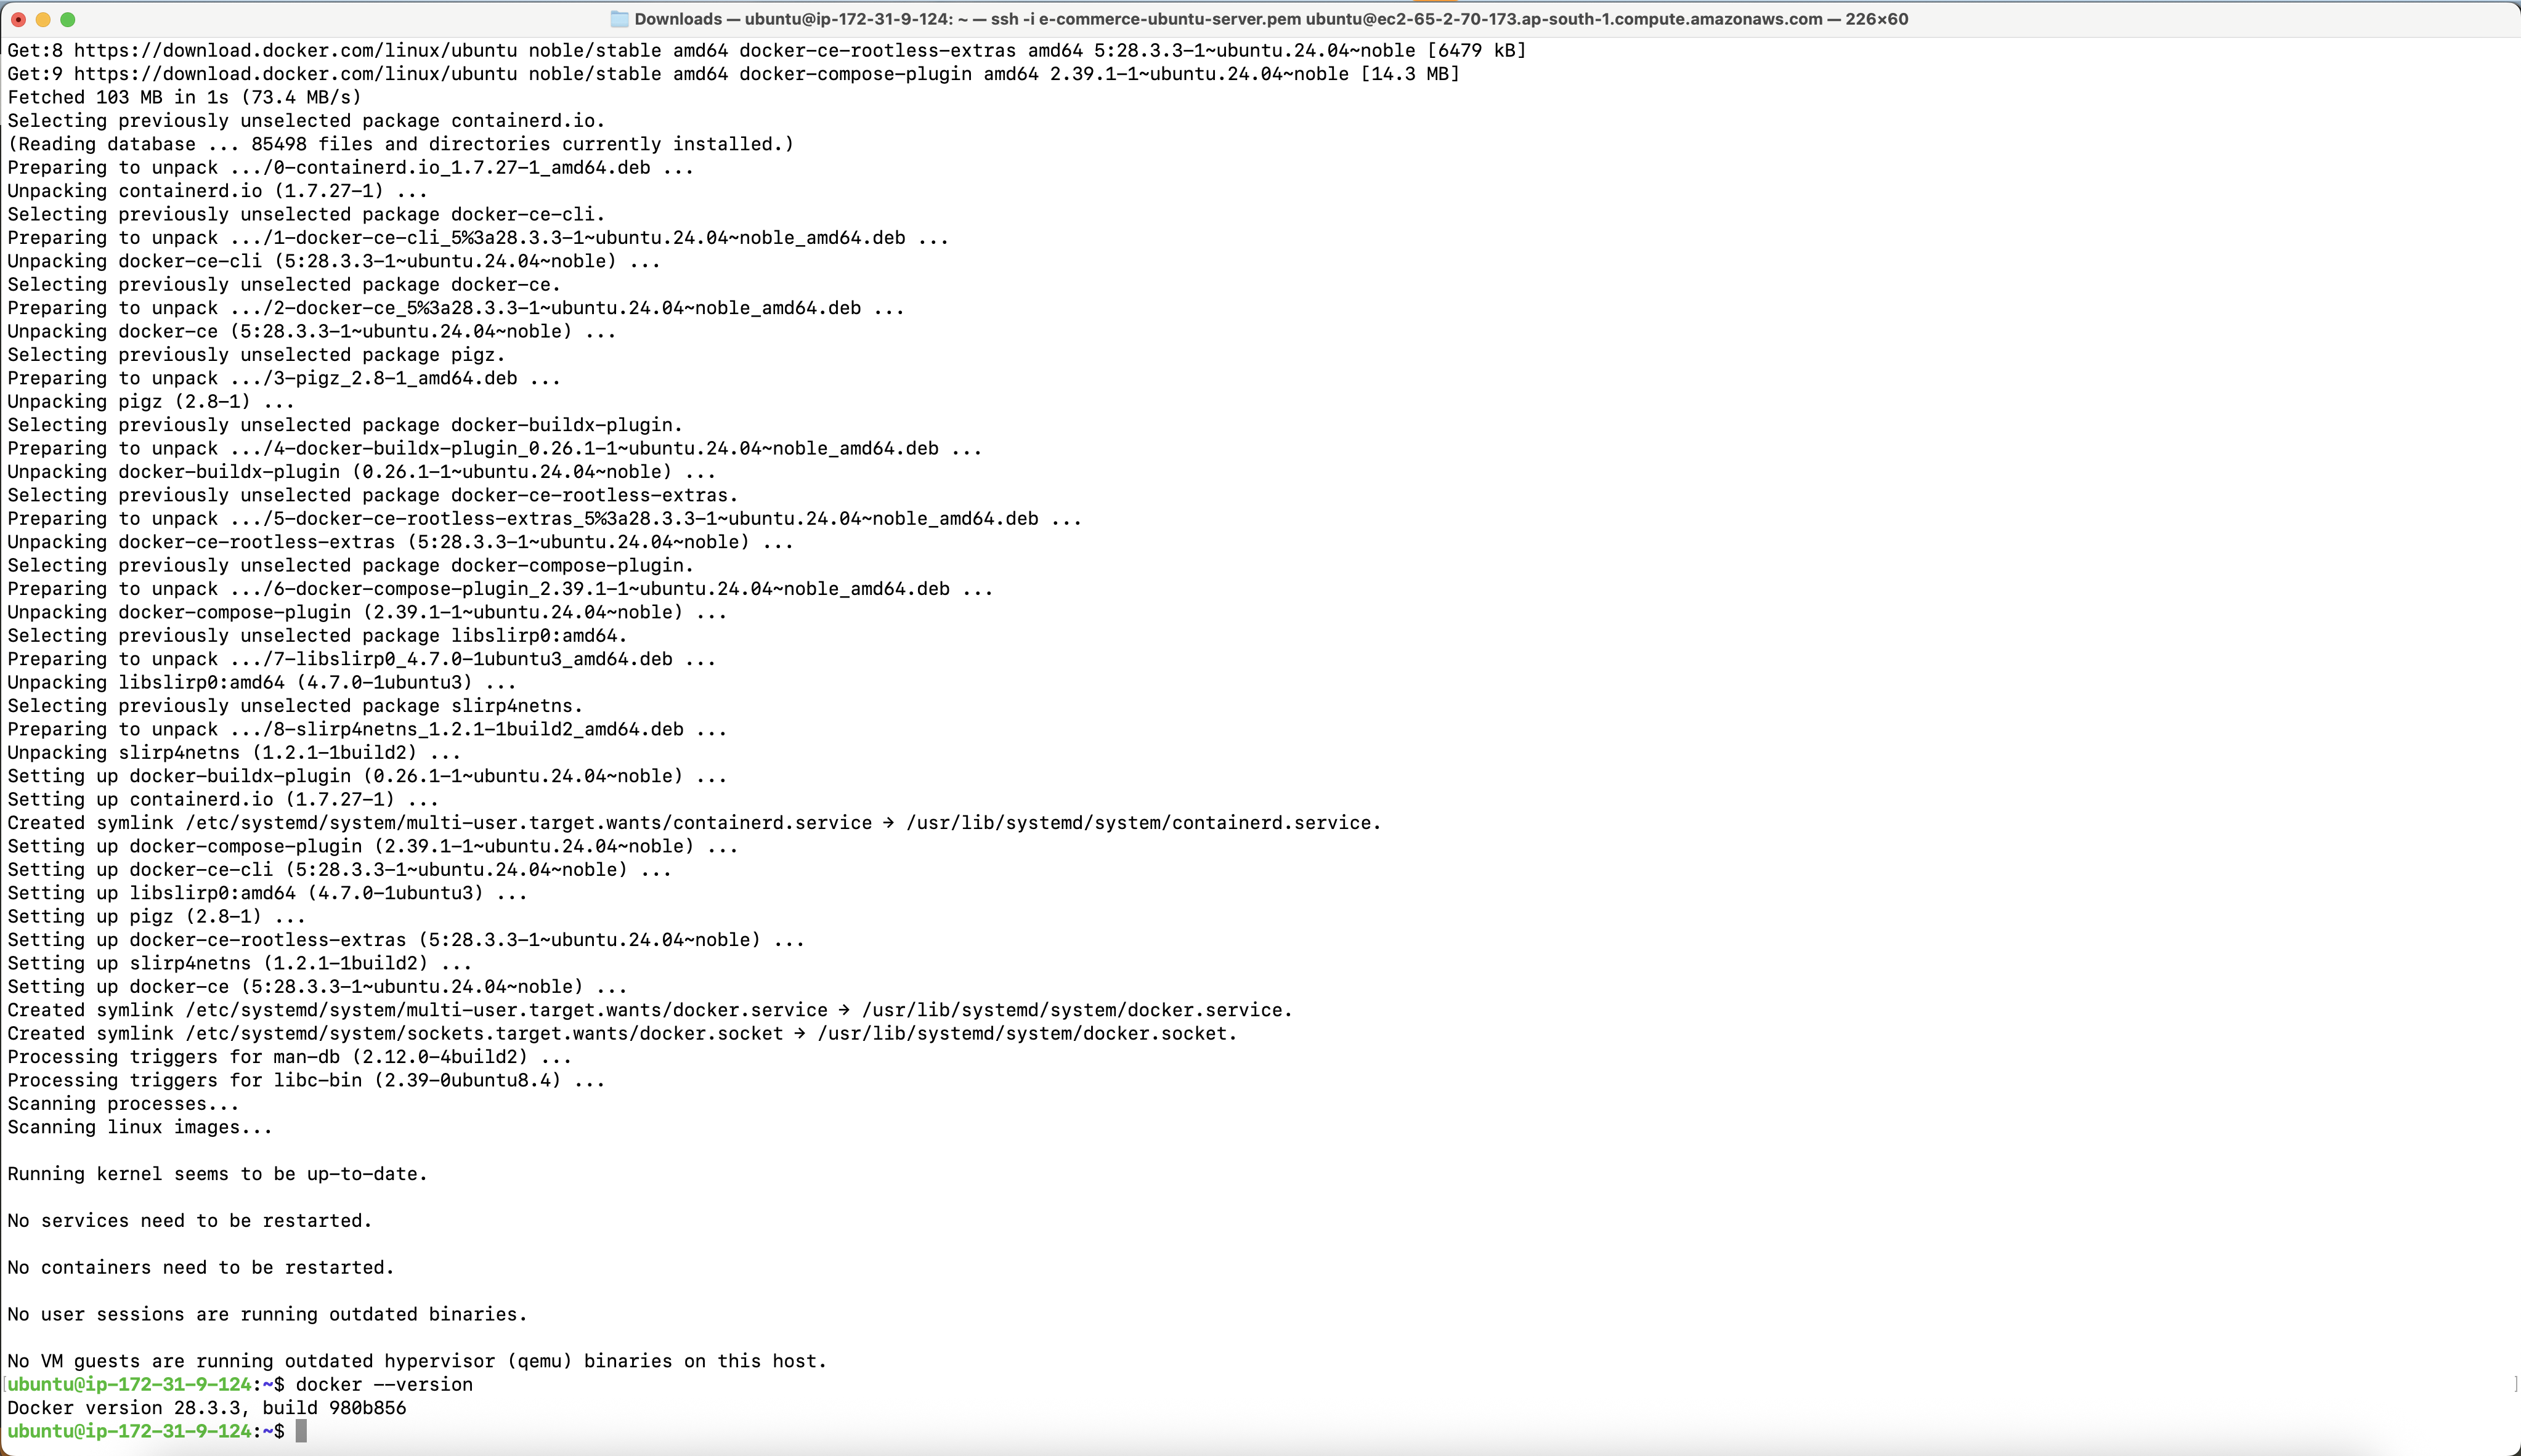 Downloads — ubuntu@ip-172-31-9-124: ~ — ssh -i e-commerce-ubuntu-server.pem ubuntu@ec2-65-2-70-173.ap-south-1.compute.amazonaws.com — 226×60
Get:8 https://download.docker.com/linux/ubuntu noble/stable amd64 docker-ce-rootless-extras amd64 5:28.3.3-1~ubuntu.24.04~noble [6479 kB]
Get:9 https://download.docker.com/linux/ubuntu noble/stable amd64 docker-compose-plugin amd64 2.39.1-1~ubuntu.24.04~noble [14.3 MB]
Fetched 103 MB in 1s (73.4 MB/s)
Selecting previously unselected package containerd.io.
(Reading database ... 85498 files and directories currently installed.)
Preparing to unpack .../0-containerd.io_1.7.27-1_amd64.deb ...
Unpacking containerd.io (1.7.27-1) ...
Selecting previously unselected package docker-ce-cli.
Preparing to unpack .../1-docker-ce-cli_5%3a28.3.3-1~ubuntu.24.04~noble_amd64.deb ...
Unpacking docker-ce-cli (5:28.3.3-1~ubuntu.24.04~noble) ...
Selecting previously unselected package docker-ce.
Preparing to unpack .../2-docker-ce_5%3a28.3.3-1~ubuntu.24.04~noble_amd64.deb ...
Unpacking docker-ce (5:28.3.3-1~ubuntu.24.04~noble) ...
Selecting previously unselected package pigz.
Preparing to unpack .../3-pigz_2.8-1_amd64.deb ...
Unpacking pigz (2.8-1) ...
Selecting previously unselected package docker-buildx-plugin.
Preparing to unpack .../4-docker-buildx-plugin_0.26.1-1~ubuntu.24.04~noble_amd64.deb ...
Unpacking docker-buildx-plugin (0.26.1-1~ubuntu.24.04~noble) ...
Selecting previously unselected package docker-ce-rootless-extras.
Preparing to unpack .../5-docker-ce-rootless-extras_5%3a28.3.3-1~ubuntu.24.04~noble_amd64.deb ...
Unpacking docker-ce-rootless-extras (5:28.3.3-1~ubuntu.24.04~noble) ...
Selecting previously unselected package docker-compose-plugin.
Preparing to unpack .../6-docker-compose-plugin_2.39.1-1~ubuntu.24.04~noble_amd64.deb ...
Unpacking docker-compose-plugin (2.39.1-1~ubuntu.24.04~noble) ...
Selecting previously unselected package libslirp0:amd64.
Preparing to unpack .../7-libslirp0_4.7.0-1ubuntu3_amd64.deb ...
Unpacking libslirp0:amd64 (4.7.0-1ubuntu3) ...
Selecting previously unselected package slirp4netns.
Preparing to unpack .../8-slirp4netns_1.2.1-1build2_amd64.deb ...
Unpacking slirp4netns (1.2.1-1build2) ...
Setting up docker-buildx-plugin (0.26.1-1~ubuntu.24.04~noble) ...
Setting up containerd.io (1.7.27-1) ...
Created symlink /etc/systemd/system/multi-user.target.wants/containerd.service → /usr/lib/systemd/system/containerd.service.
Setting up docker-compose-plugin (2.39.1-1~ubuntu.24.04~noble) ...
Setting up docker-ce-cli (5:28.3.3-1~ubuntu.24.04~noble) ...
Setting up libslirp0:amd64 (4.7.0-1ubuntu3) ...
Setting up pigz (2.8-1) ...
Setting up docker-ce-rootless-extras (5:28.3.3-1~ubuntu.24.04~noble) ...
Setting up slirp4netns (1.2.1-1build2) ...
Setting up docker-ce (5:28.3.3-1~ubuntu.24.04~noble) ...
Created symlink /etc/systemd/system/multi-user.target.wants/docker.service → /usr/lib/systemd/system/docker.service.
Created symlink /etc/systemd/system/sockets.target.wants/docker.socket → /usr/lib/systemd/system/docker.socket.
Processing triggers for man-db (2.12.0-4build2) ...
Processing triggers for libc-bin (2.39-0ubuntu8.4) ...
Scanning processes...
Scanning linux images...
Running kernel seems to be up-to-date.
No services need to be restarted.
No containers need to be restarted.
No user sessions are running outdated binaries.
No VM guests are running outdated hypervisor (qemu) binaries on this host.
[ubuntu@ip-172-31-9-124:~$ docker --version ]
Docker version 28.3.3, build 980b856
ubuntu@ip-172-31-9-124:~$